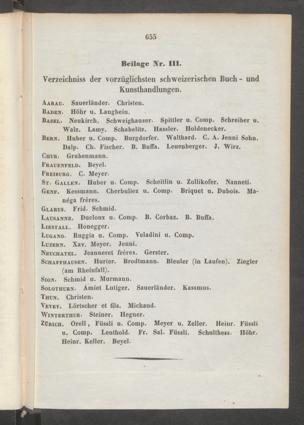 655
Beilage Nr. III.
Verzeichniss der vorzüglichsten schweizerischen Buch- und
Kunsthandlungen.
Aarau. Sauerländer. Christen.
Baden. Höhr u. Langbein.
Basel. Neukirch. Schweighauser. Spittler u. Comp. Schreiber u.
Walz. Lamy. Schabelitz. Hassler. Holdenecker.
Bern. Huber u. Comp. Burgdorfer. Walthard. C. A. Jenni Sohn.
Dalp. Ch. Fischer. B. Buffa. Leuenberger. J. Wirz.
Chur. Grubenmann.
Frauenfeld. Beyel.
Freiburg. C. Meyer.
St. Gallen. Huber u. Comp. Scheitlin u. Zollikofer. Nanneti.
Genf. Kessmann. Cherbuliez u. Comp. Briquet u. Dubois. Ma-
néga frères.
Glarus. Frid. Schmid.
Lausanne. Ducloux u. Comp. B. Corbaz. B. Buffa.
Liestall. Honegger.
Lugano. Ruggia u. Comp. Veladini u. Comp.
Luzern. Xav. Meyer. Jenni.
Neuchatel. Jeanneret frères. Gerster.
Schaffhausen. Hurter. Brodtmann. Bleuler (in Laufen). Ziegler
(am Rheinfall).
Sion. Schmid u. Murmann.
Solothurn. Amiet Lutiger. Sauerländer. Kassmus.
Thun. Christen.
Vevey. Lörtscher et fils. Michaud.
Winterthur. Steiner. Hegner.
Zürich. Orell, Füssli u. Comp. Meyer u. Zeller. Heinr. Füssli
u. Comp. Leuthold. Fr. Sal. Füssli. Schulthess. Höhr.
Heinr. Keller. Beyel.